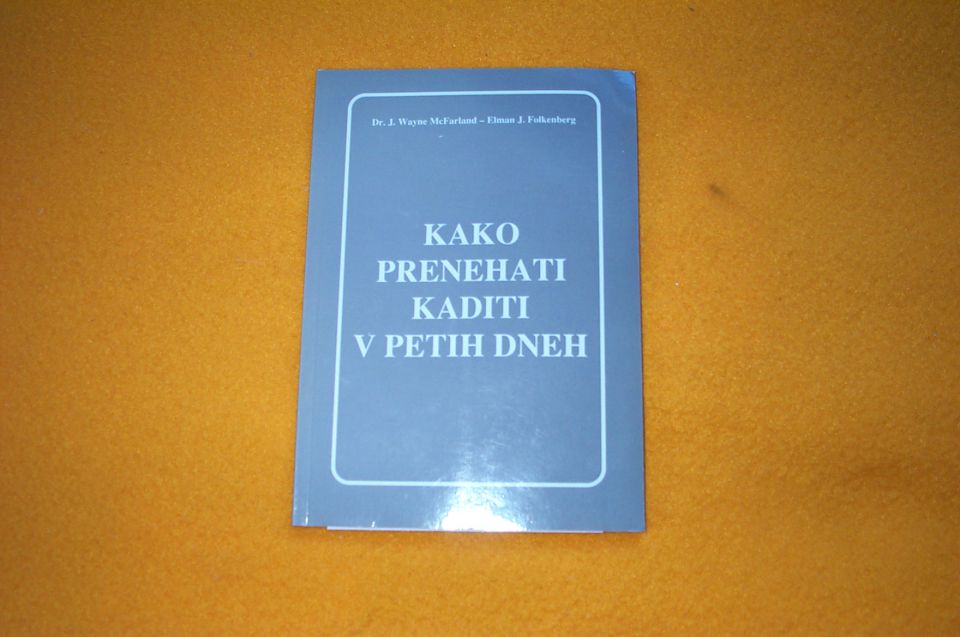 Dr. J. Wayne McFarland – Elman J. Folkenberg
KAKO
PRENEHATI
KADITI
V PETIH DNEH